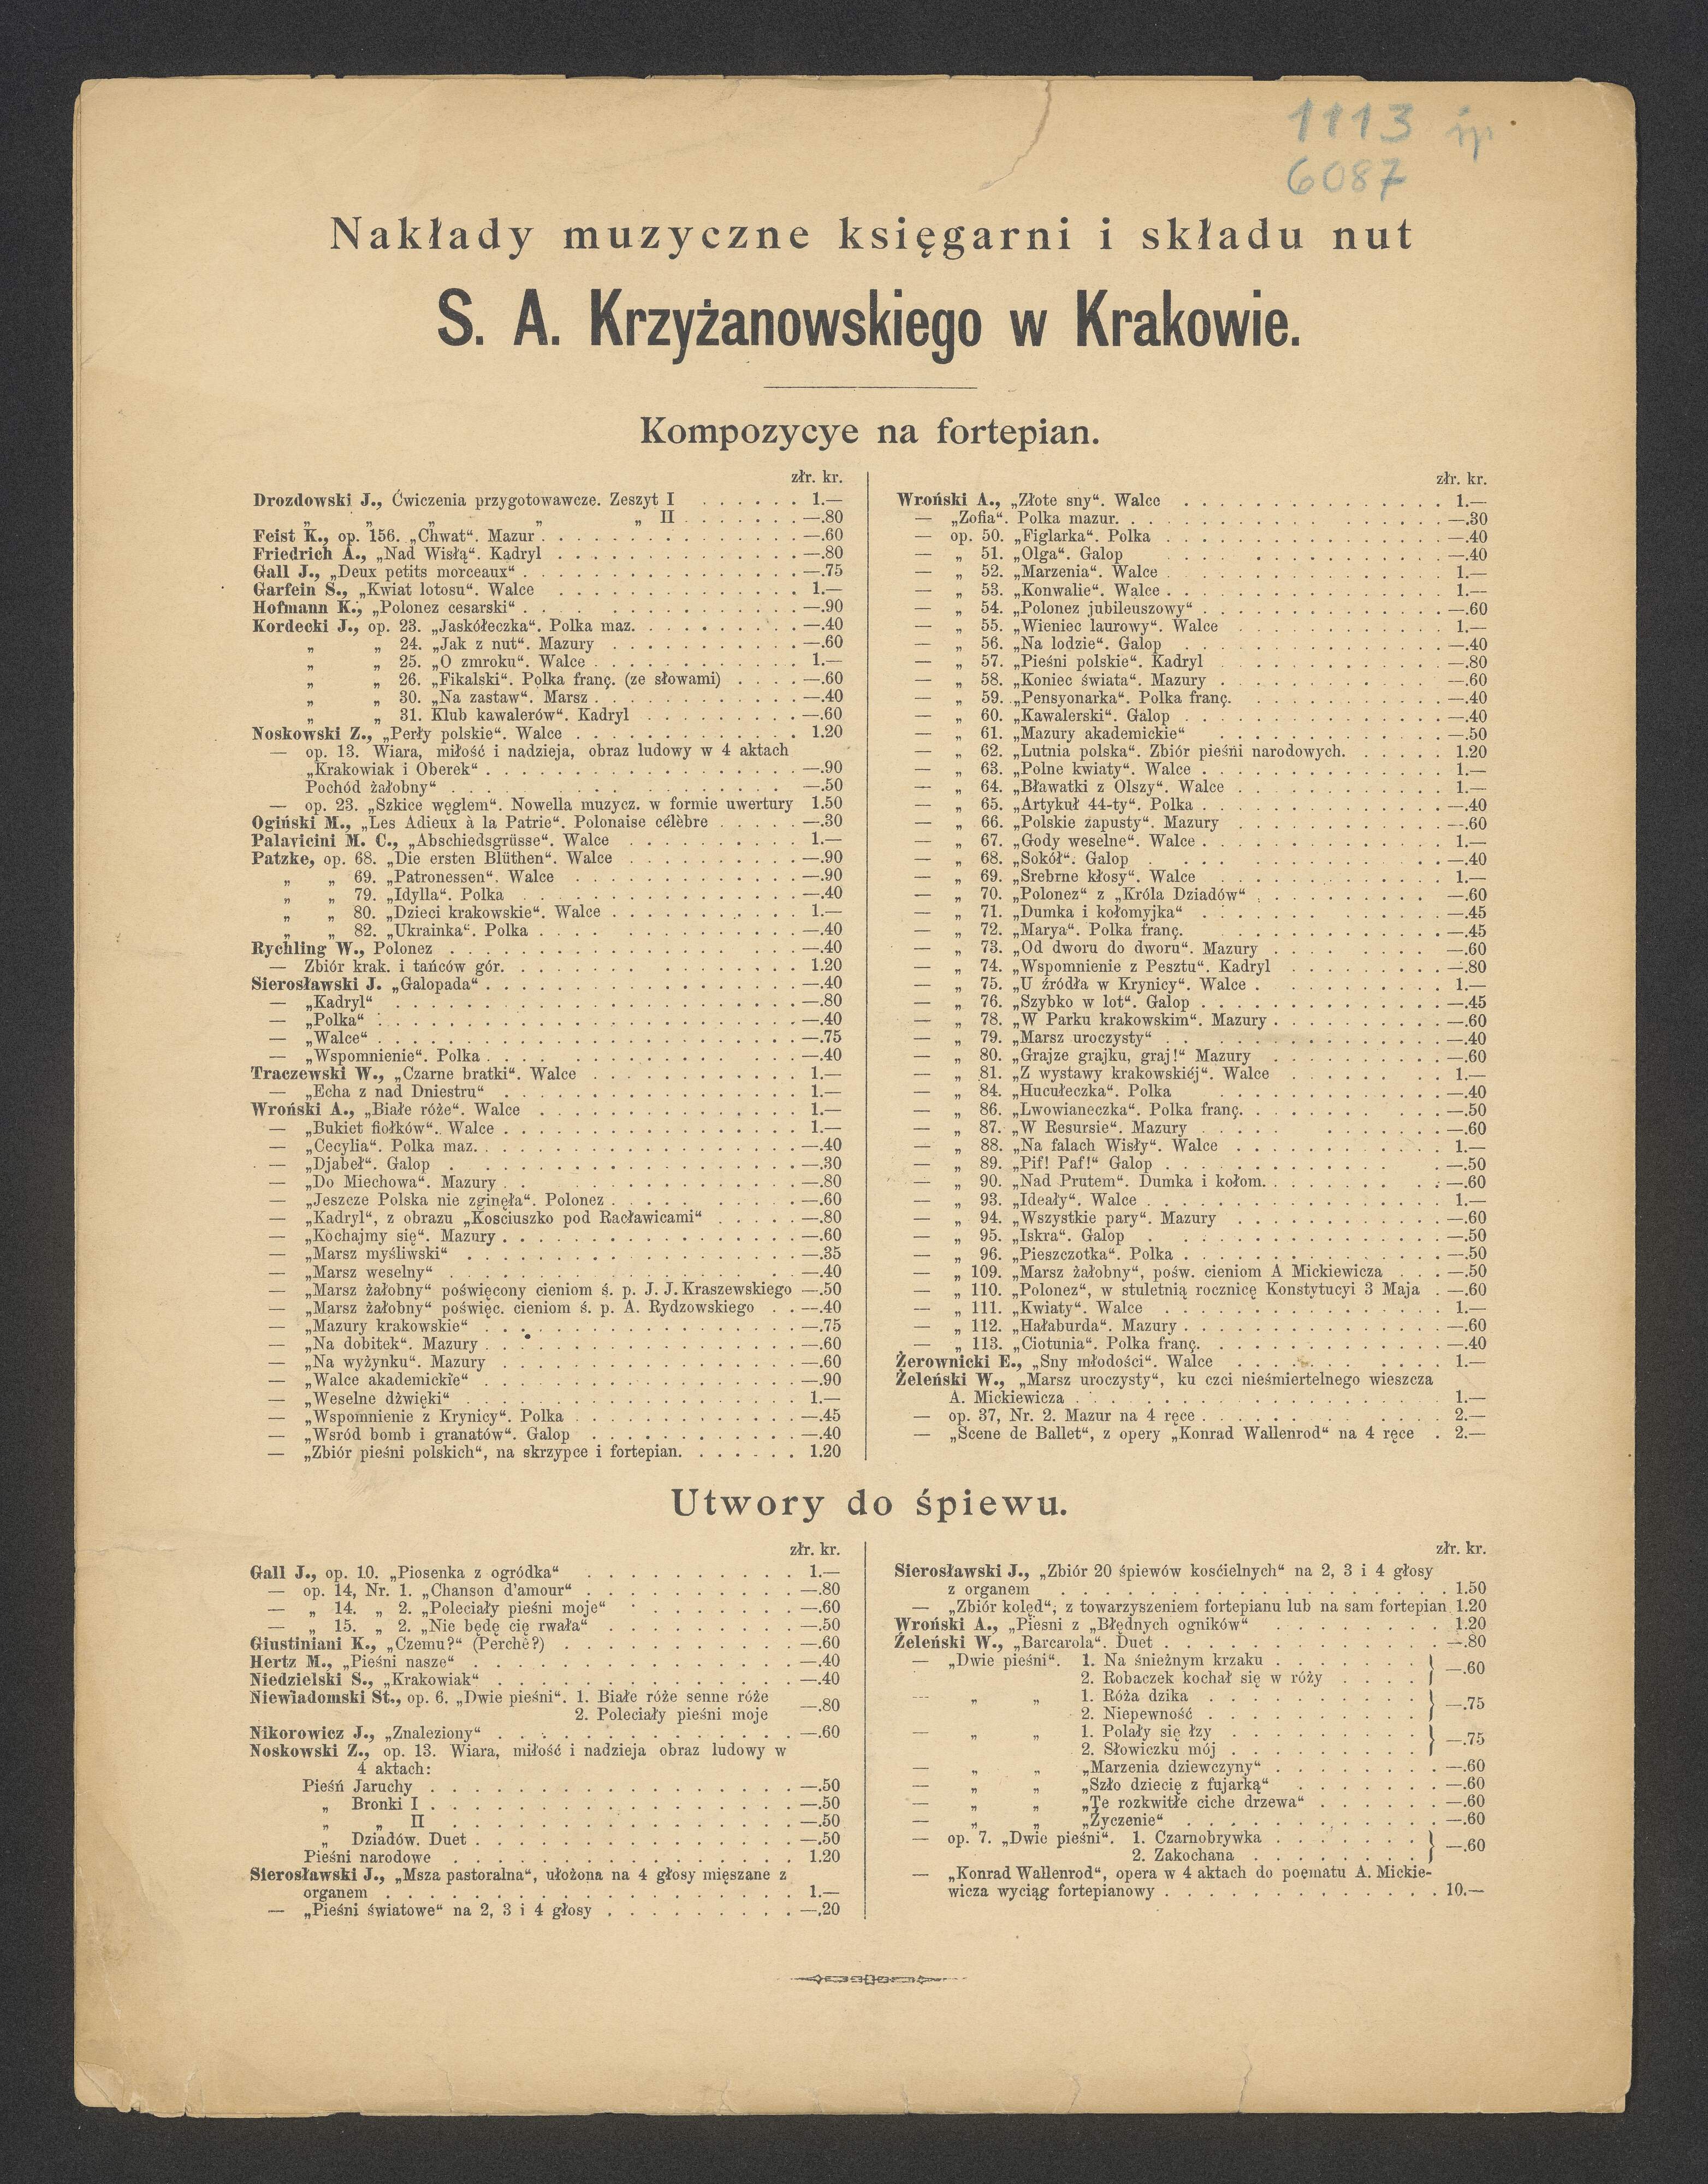 1113 ip.
6087
Nakłady muzyczne księgarni i składu nut
S. A. Krzyżanowskiego w Krakowie.
Kompozycye na fortepian.
złr. kr.
Drozdowski J., Ćwiczenia przygotowawcze. Zeszyt I . . . . . . 1.—
„ „ „ „ „ II . . . . . . . —.80
Feist K., op. 156. „Chwat“. Mazur . . . . . . —.60
Friedrich A., „Nad Wisłą“. Kadryl . . . . . . —.80
Gall J., „Deux petits morceaux“ . . . . . . —.75
Garfein S., „Kwiat lotosu“. Walce . . . . . . 1.—
Hofmann K., „Polonez cesarski“ . . . . . . —.90
Kordecki J., op. 23. „Jaskółeczka“. Polka maz. . . . . . . —.40
„ „ 24. „Jak z nut“. Mazury . . . . . . —.60
„ „ 25. „O zmroku“. Walce . . . . . . 1.—
„ „ 26. „Fikalski“. Polka franç. (ze słowami) . . . . —.60
„ „ 30. „Na zastaw“. Marsz . . . . . . —.40
„ „ 31. Klub kawalerów“. Kadryl . . . . . . —.60
Noskowski Z., „Perły polskie“. Walce . . . . . . 1.20
— op. 13. Wiara, miłość i nadzieja, obraz ludowy w 4 aktach
„Krakowiak i Oberek“ . . . . . . —.90
Pochód żałobny“ . . . . . . —.50
— op. 23. „Szkice węglem“. Nowella muzycz. w formie uwertury 1.50
Ogiński M., „Les Adieux à la Patrie“. Polonaise célèbre . . . . . —.30
Palavicini M. C., „Abschiedsgrüsse“. Walce . . . . . . 1.—
Patzke, op. 68. „Die ersten Blüthen“. Walce . . . . . . —.90
„ „ 69. „Patronessen“. Walce . . . . . . —.90
„ „ 79. „Idylla“. Polka . . . . . . —.40
„ „ 80. „Dzieci krakowskie“. Walce . . . . . . 1.—
„ „ 82. „Ukrainka“. Polka . . . . . . —.40
Rychling W., Polonez . . . . . . —.40
— Zbiór krak. i tańców gór. . . . . . . 1.20
Sierosławski J. „Galopada“ . . . . . . —.40
— „Kadryl“ . . . . . . —.80
— „Polka“ . . . . . . —.40
— „Walce“ . . . . . . —.75
— „Wspomnienie“. Polka . . . . . . —.40
Traczewski W., „Czarne bratki“. Walce . . . . . . 1.—
— „Echa z nad Dniestru“ . . . . . . 1.—
Wroński A., „Białe róże“. Walce . . . . . . 1.—
— „Bukiet fiołków“. Walce . . . . . . 1.—
— „Cecylia“. Polka maz. . . . . . . —.40
— „Djabeł“. Galop . . . . . . —.30
— „Do Miechowa“. Mazury . . . . . . —.80
— „Jeszcze Polska nie zginęła“. Polonez . . . . . . —.60
— „Kadryl“, z obrazu „Kosciuszko pod Racławicami“ . . . . . —.80
— „Kochajmy się“. Mazury . . . . . . —.60
— „Marsz myśliwski“ . . . . . . —.35
— „Marsz weselny“ . . . . . . —.40
— „Marsz żałobny“ poświęcony cieniom ś. p. J. J. Kraszewskiego —.50
— „Marsz żałobny“ poświęc. cieniom ś. p. A. Rydzowskiego . . —.40
— „Mazury krakowskie“ . . . . . . —.75
— „Na dobitek“. Mazury . . . . . . —.60
— „Na wyżynku“. Mazury . . . . . . —.60
— „Walce akademickie“ . . . . . . —.90
— „Weselne dźwięki“ . . . . . . 1.—
— „Wspomnienie z Krynicy“. Polka . . . . . . —.45
— „Wsród bomb i granatów“. Galop . . . . . . —.40
— „Zbiór pieśni polskich“, na skrzypce i fortepian. . . . . . . 1.20
złr. kr.
Wroński A., „Złote sny“. Walce . . . . . . 1.—
— „Zofia“. Polka mazur. . . . . . . —.30
— op. 50. „Figlarka“. Polka . . . . . . —.40
— „ 51. „Olga“. Galop . . . . . . —.40
— „ 52. „Marzenia“. Walce . . . . . . 1.—
— „ 53. „Konwalie“. Walce . . . . . . 1.—
— „ 54. „Polonez jubileuszowy“ . . . . . . —.60
— „ 55. „Wieniec laurowy“. Walce . . . . . . 1.—
— „ 56. „Na lodzie“. Galop . . . . . . —.40
— „ 57. „Pieśni polskie“. Kadryl . . . . . . —.80
— „ 58. „Koniec świata“. Mazury . . . . . . —.60
— „ 59. „Pensyonarka“. Polka franç. . . . . . . —.40
— „ 60. „Kawalerski“. Galop . . . . . . —.40
— „ 61. „Mazury akademickie“ . . . . . . —.50
— „ 62. „Lutnia polska“. Zbiór pieśni narodowych. . . . . . 1.20
— „ 63. „Polne kwiaty“. Walce . . . . . . 1.—
— „ 64. „Bławatki z Olszy“. Walce . . . . . . 1.—
— „ 65. „Artykuł 44-ty“. Polka . . . . . . —.40
— „ 66. „Polskie zapusty“. Mazury . . . . . . —.60
— „ 67. „Gody weselne“. Walce . . . . . . 1.—
— „ 68. „Sokół“. Galop . . . . . . —.40
— „ 69. „Srebrne kłosy“. Walce . . . . . . 1.—
— „ 70. „Polonez“ z „Króla Dziadów“ . . . . . . —.60
— „ 71. „Dumka i kołomyjka“ . . . . . . —.45
— „ 72. „Marya“. Polka franç. . . . . . . —.45
— „ 73. „Od dworu do dworu“. Mazury . . . . . . —.60
— „ 74. „Wspomnienie z Pesztu“. Kadryl . . . . . . —.80
— „ 75. „U źródła w Krynicy“. Walce . . . . . . 1.—
— „ 76. „Szybko w lot“. Galop . . . . . . —.45
— „ 78. „W Parku krakowskim“. Mazury . . . . . . —.60
— „ 79. „Marsz uroczysty“ . . . . . . —.40
— „ 80. „Grajze grajku, graj!“ Mazury . . . . . . —.60
— „ 81. „Z wystawy krakowskiéj“. Walce . . . . . . 1.—
— „ 84. „Hucułeczka“. Polka . . . . . . —.40
— „ 86. „Lwowianeczka“. Polka franç. . . . . . . —.50
— „ 87. „W Resursie“. Mazury . . . . . . —.60
— „ 88. „Na falach Wisły“. Walce . . . . . . 1.—
— „ 89. „Pif! Paf!“ Galop . . . . . . —.50
— „ 90. „Nad Prutem“. Dumka i kołom. . . . . . . —.60
— „ 93. „Ideały“. Walce . . . . . . 1.—
— „ 94. „Wszystkie pary“. Mazury . . . . . . —.60
— „ 95. „Iskra“. Galop . . . . . . —.50
— „ 96. „Pieszczotka“. Polka . . . . . . —.50
— „ 109. „Marsz żałobny“, pośw. cieniom A Mickiewicza . . . —.50
— „ 110. „Polonez“, w stuletnią rocznicę Konstytucyi 3 Maja . —.60
— „ 111. „Kwiaty“. Walce . . . . . . 1.—
— „ 112. „Hałaburda“. Mazury . . . . . . —.60
— „ 113. „Ciotunia“. Polka franç. . . . . . . —.40
Żerownicki E., „Sny młodości“. Walce . . . . . . 1.—
Żeleński W., „Marsz uroczysty“, ku czci nieśmiertelnego wieszcza
A. Mickiewicza . . . . . . 1.—
— op. 37, Nr. 2. Mazur na 4 ręce . . . . . . 2.—
— „Scene de Ballet“, z opery „Konrad Wallenrod“ na 4 ręce . 2.—
Utwory do śpiewu.
złr. kr.
Gall J., op. 10. „Piosenka z ogródka“ . . . . . . 1.—
— op. 14, Nr. 1. „Chanson d'amour“ . . . . . . —.80
— „ 14. „ 2. „Poleciały pieśni moje“ . . . . . . —.60
— „ 15. „ 2. „Nie będę cię rwała“ . . . . . . —.50
Giustiniani K., „Czemu?“ (Perchè?) . . . . . . —.60
Hertz M., „Pieśni nasze“ . . . . . . —.40
Niedzielski S., „Krakowiak“ . . . . . . —.40
Niewiadomski St., op. 6. „Dwie pieśni“. 1. Białe róże senne róże
2. Poleciały pieśni moje —.80
Nikorowicz J., „Znaleziony“ . . . . . . —.60
Noskowski Z., op. 13. Wiara, miłość i nadzieja obraz ludowy w
4 aktach:
Pieśń Jaruchy . . . . . . —.50
„ Bronki I . . . . . . —.50
„ „ II . . . . . . —.50
„ Dziadów. Duet . . . . . . —.50
Pieśni narodowe . . . . . . 1.20
Sierosławski J., „Msza pastoralna“, ułożona na 4 głosy mięszane z
organem . . . . . . 1.—
— „Pieśni światowe“ na 2, 3 i 4 głosy . . . . . . —.20
złr. kr.
Sierosławski J., „Zbiór 20 śpiewów kosćielnych“ na 2, 3 i 4 głosy
z organem . . . . . . 1.50
— „Zbiór kolęd“, z towarzyszeniem fortepianu lub na sam fortepian 1.20
Wroński A., „Piesni z „Błędnych ogników“ . . . . . . 1.20
Żeleński W., „Barcarola“. Duet . . . . . . —.80
— „Dwie pieśni“. 1. Na śnieżnym krzaku . . . . . .
2. Robaczek kochał się w róży . . . . } —.60
— „ „ 1. Róża dzika . . . . . .
2. Niepewność . . . . . . } —.75
— „ „ 1. Polały się łzy . . . . . .
2. Słowiczku mój . . . . . . } —.75
— „ „ „Marzenia dziewczyny“ . . . . . . —.60
— „ „ „Szło dziecię z fujarką“ . . . . . . —.60
— „ „ „Te rozkwitłe ciche drzewa“ . . . . . . —.60
— „ „ „Życzenie“ . . . . . . —.60
— op. 7. „Dwie pieśni“. 1. Czarnobrywka . . . . . .
2. Zakochana . . . . . . } —.60
— „Konrad Wallenrod“, opera w 4 aktach do poematu A. Mickie-
wicza wyciąg fortepianowy . . . . . . 10.—